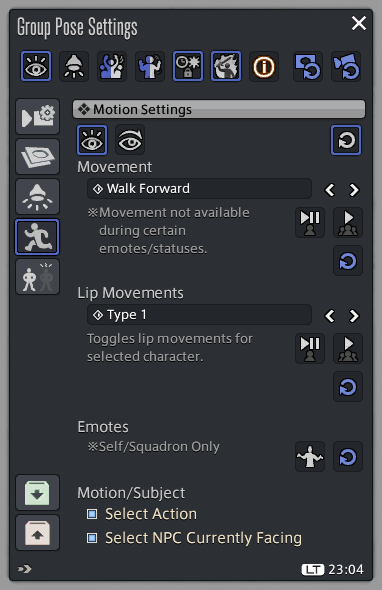 Group Pose Settings
Motion Settings
Movement
Walk Forward
※Movement not available
during certain
emotes/statuses.
Lip Movements
Type 1
Toggles lip movements for
selected character.
Emotes
※Self/Squadron Only
Motion/Subject
Select Action
Select NPC Currently Facing
LT 23:04